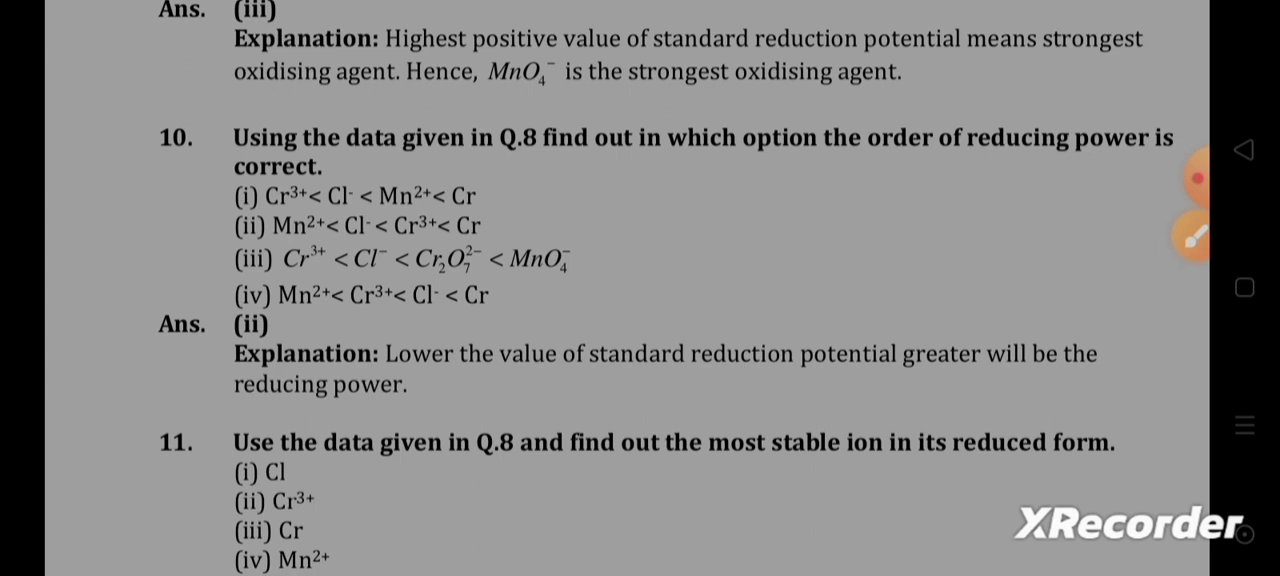 Ans. (iii)
Explanation: Highest positive value of standard reduction potential means strongest
oxidising agent. Hence, MnO₄⁻ is the strongest oxidising agent.
10. Using the data given in Q.8 find out in which option the order of reducing power is
correct.
(i) Cr³⁺< Cl⁻ < Mn²⁺< Cr
(ii) Mn²⁺< Cl⁻< Cr³⁺< Cr
(iii) Cr³⁺ < Cl⁻ < Cr₂O₇²⁻ < MnO₄⁻
(iv) Mn²⁺< Cr³⁺< Cl⁻ < Cr
Ans. (ii)
Explanation: Lower the value of standard reduction potential greater will be the
reducing power.
11. Use the data given in Q.8 and find out the most stable ion in its reduced form.
(i) Cl
(ii) Cr³⁺
(iii) Cr
(iv) Mn²⁺
XRecorder